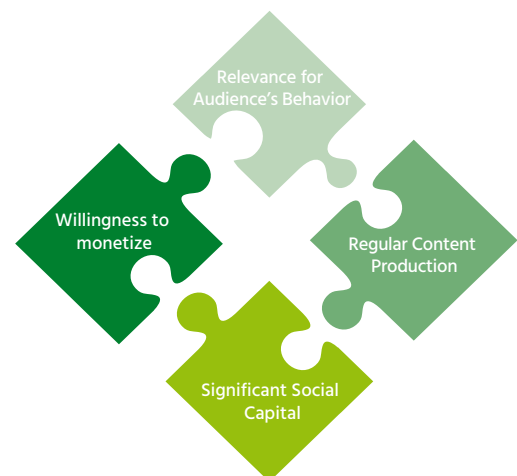 Relevance for
Audience's Behavior
Willingness to
monetize
Regular Content
Production
Significant Social
Capital